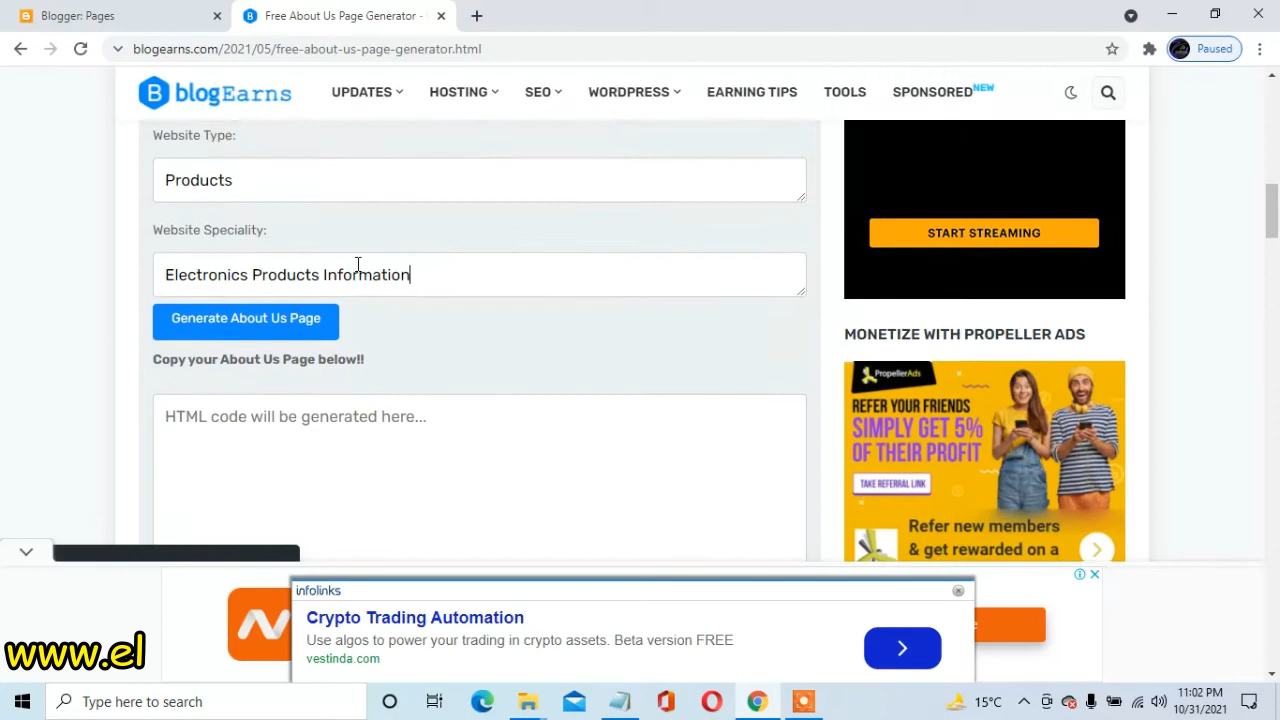 Blogger: Pages
Free About Us Page Generator -
blogearns.com/2021/05/free-about-us-page-generator.html
Paused
blogEarns
UPDATES
HOSTING
SEO
WORDPRESS
EARNING TIPS
TOOLS
SPONSORED NEW
Website Type:
Products
Website Speciality:
Electronics Products Information
Generate About Us Page
Copy your About Us Page below!!
HTML code will be generated here...
START STREAMING
MONETIZE WITH PROPELLER ADS
PropellerAds
REFER YOUR FRIENDS
SIMPLY GET 5%
OF THEIR PROFIT
TAKE REFERRAL LINK
Refer new members
& get rewarded on a
infolinks
Crypto Trading Automation
Use algos to power your trading in crypto assets. Beta version FREE
vestinda.com
www.el
Type here to search
15°C
11:02 PM
10/31/2021